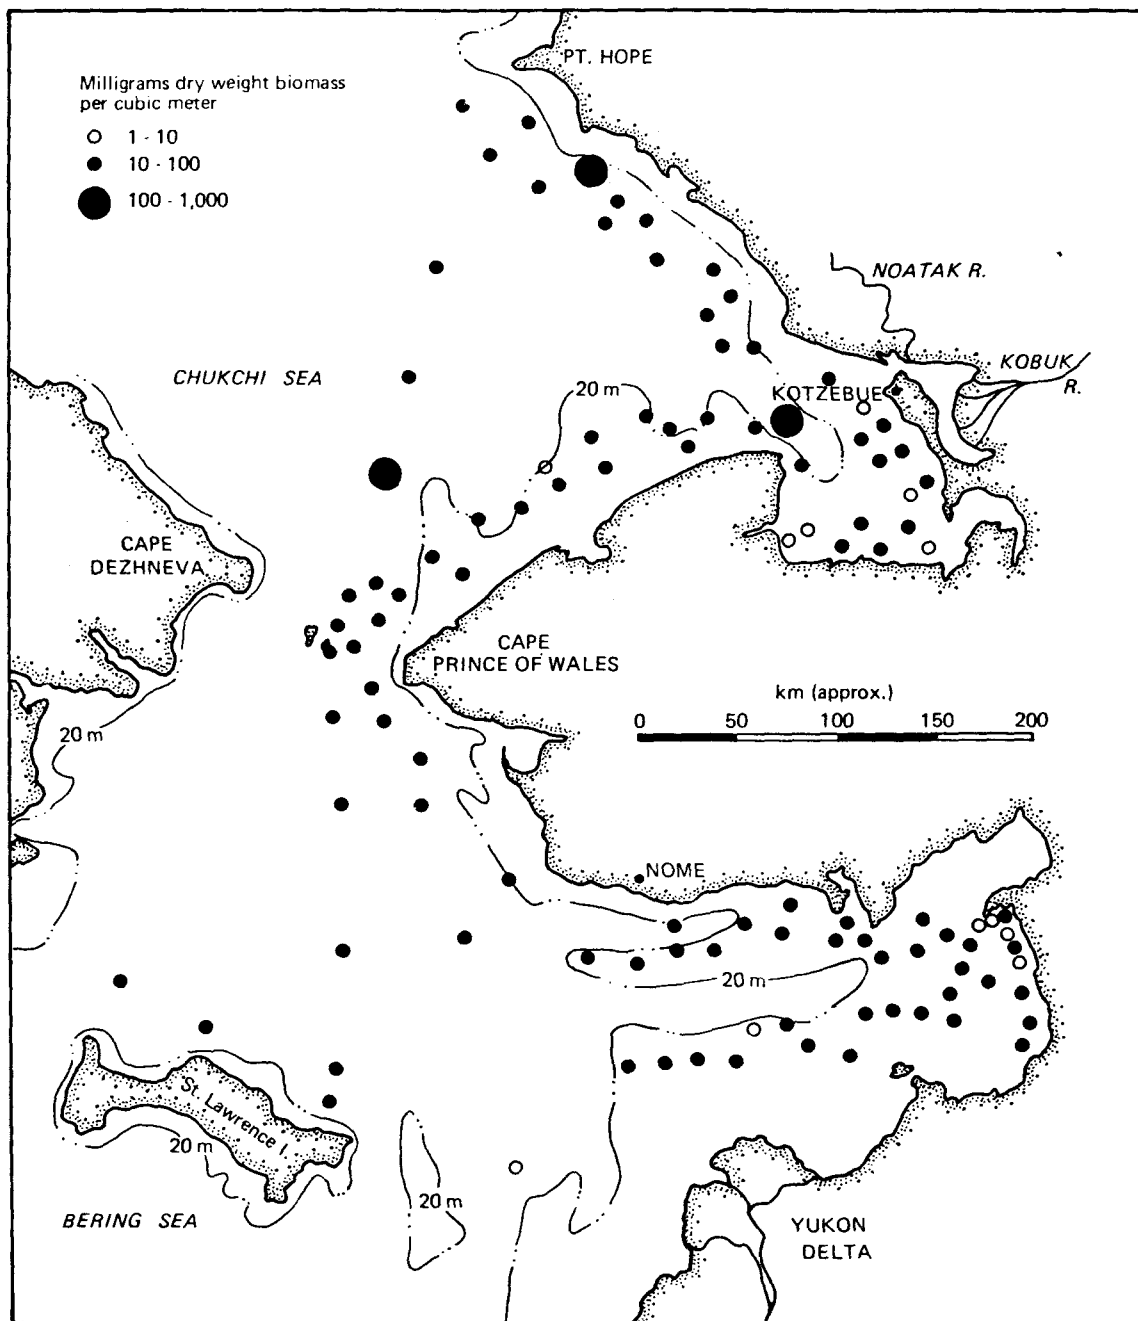 PT. HOPE
Milligrams dry weight biomass
per cubic meter
1 - 10
10 - 100
100 - 1,000
NOATAK R.
KOBUK
R.
CHUKCHI SEA
20 m
KOTZEBUE
CAPE
DEZHNEVA
CAPE
PRINCE OF WALES
km (approx.)
0 50 100 150 200
20 m
NOME
20 m
St. Lawrence I.
20 m
20 m
BERING SEA
YUKON
DELTA